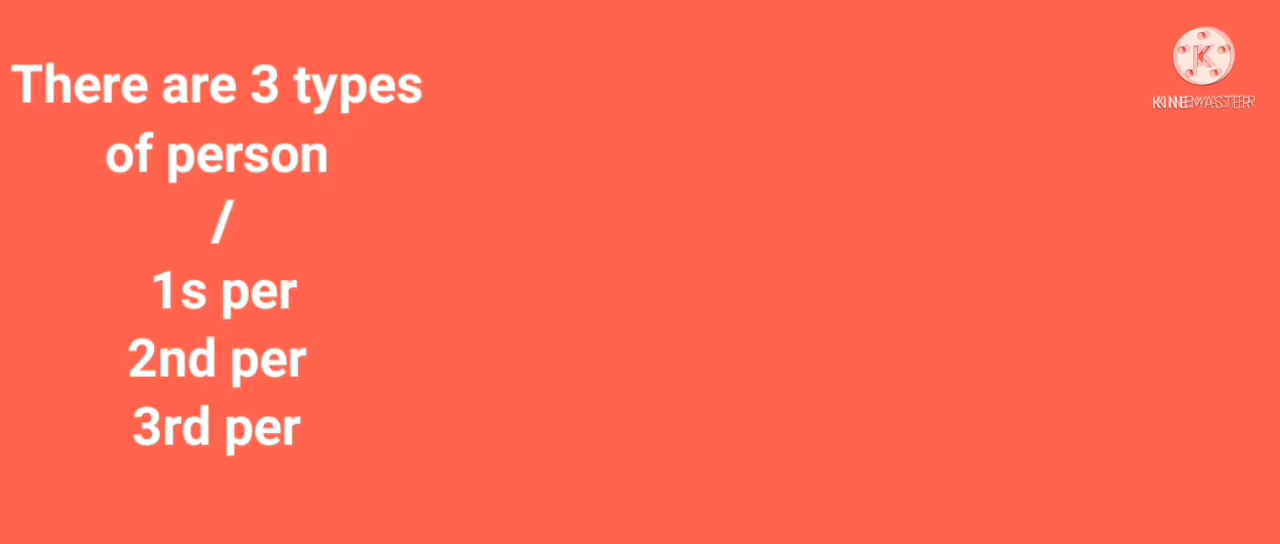 There are 3 types
of person
/
1s per
2nd per
3rd per
K
KINEMASTER